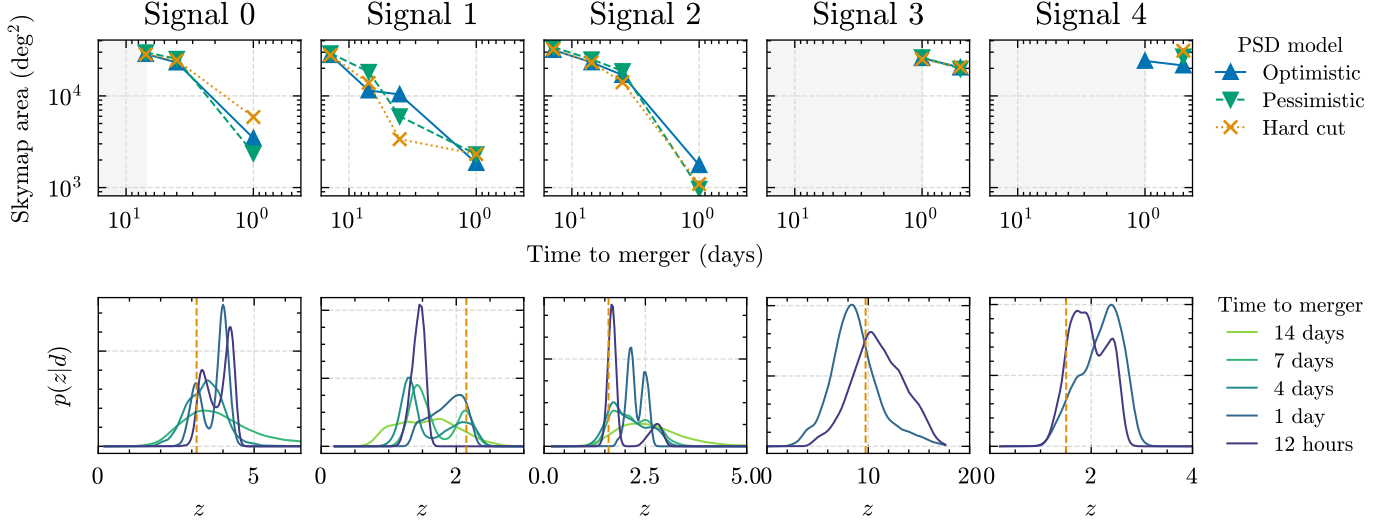 Signal 0
Signal 1
Signal 2
Signal 3
Signal 4
Skymap area (deg²)
10⁴
10³
10¹ 10⁰
10¹ 10⁰
10¹ 10⁰
10¹ 10⁰
10¹ 10⁰
Time to merger (days)
PSD model
Optimistic
Pessimistic
Hard cut
p(z|d)
0 5
0 2
0.0 2.5 5.0
0 10 20
0 2 4
z
z
z
z
z
Time to merger
14 days
7 days
4 days
1 day
12 hours